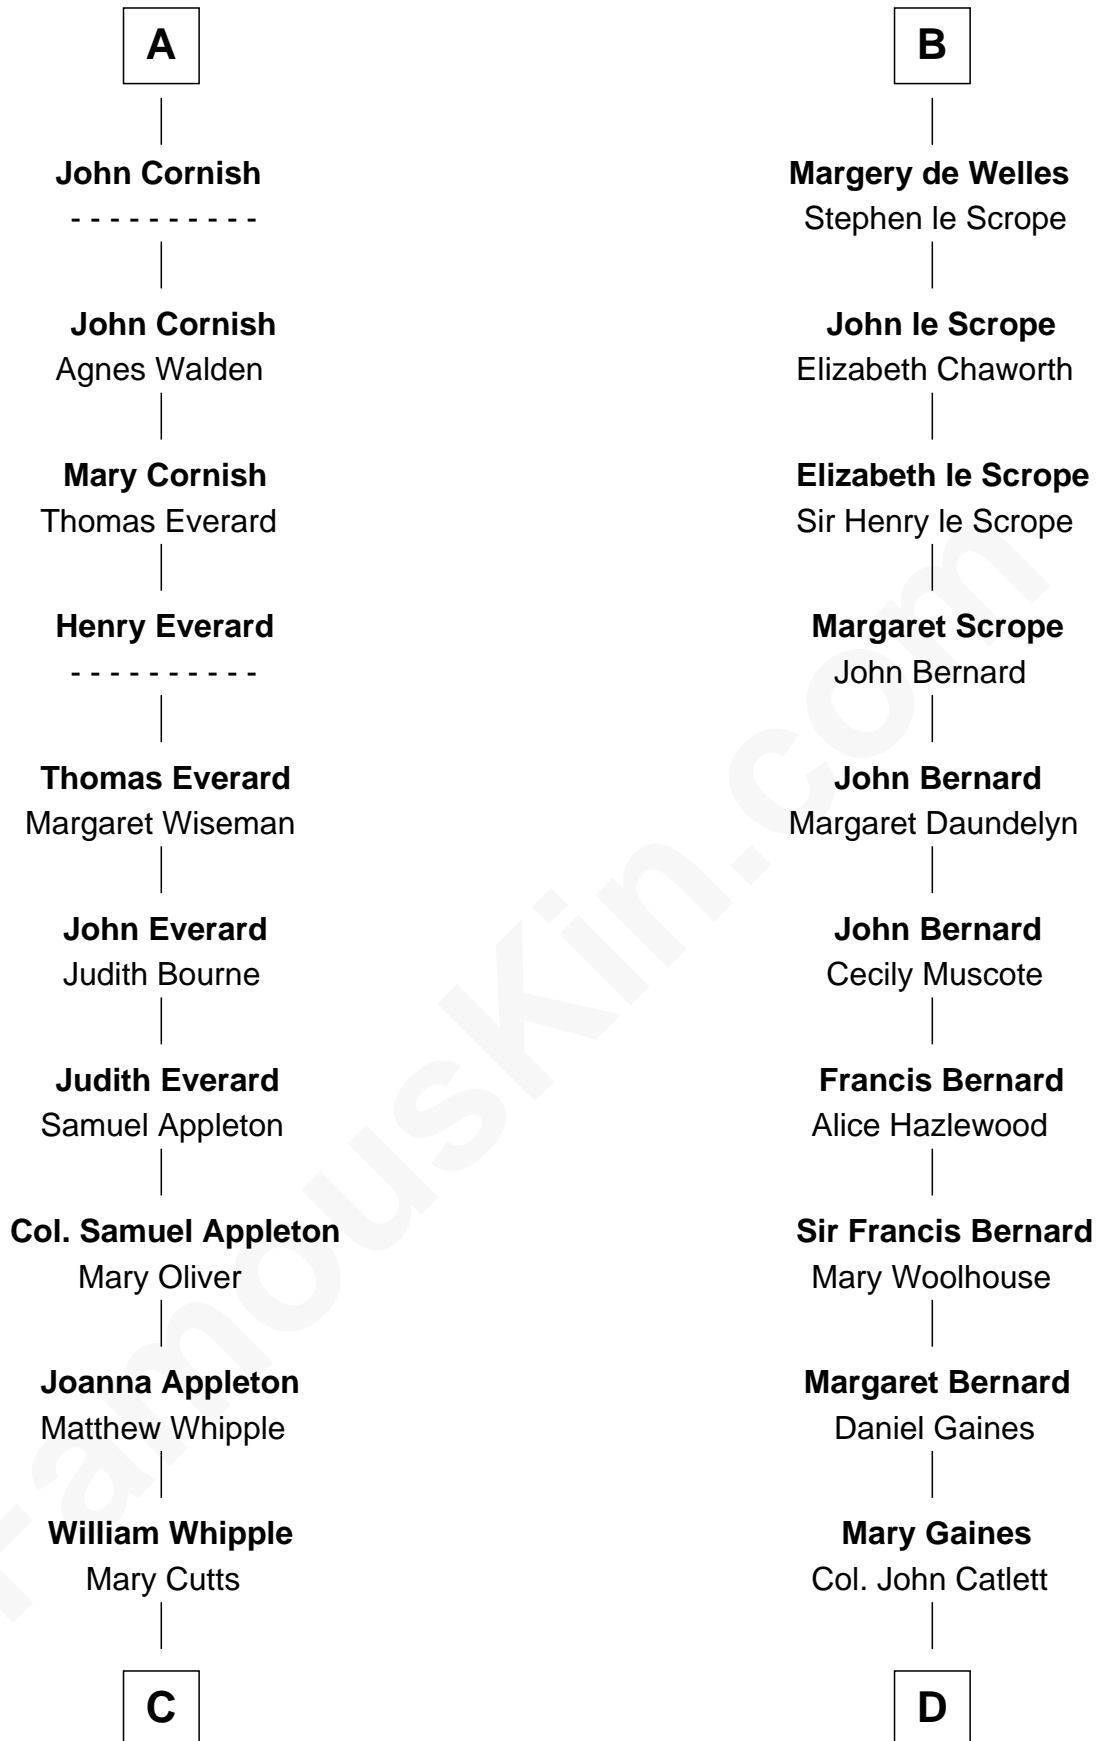 A
John Cornish
- - - - - - - - - -
John Cornish
Agnes Walden
Mary Cornish
Thomas Everard
Henry Everard
- - - - - - - - - -
Thomas Everard
Margaret Wiseman
John Everard
Judith Bourne
Judith Everard
Samuel Appleton
Col. Samuel Appleton
Mary Oliver
Joanna Appleton
Matthew Whipple
William Whipple
Mary Cutts
C
B
Margery de Welles
Stephen le Scrope
John le Scrope
Elizabeth Chaworth
Elizabeth le Scrope
Sir Henry le Scrope
Margaret Scrope
John Bernard
John Bernard
Margaret Daundelyn
John Bernard
Cecily Muscote
Francis Bernard
Alice Hazlewood
Sir Francis Bernard
Mary Woolhouse
Margaret Bernard
Daniel Gaines
Mary Gaines
Col. John Catlett
D
FamousKin.com